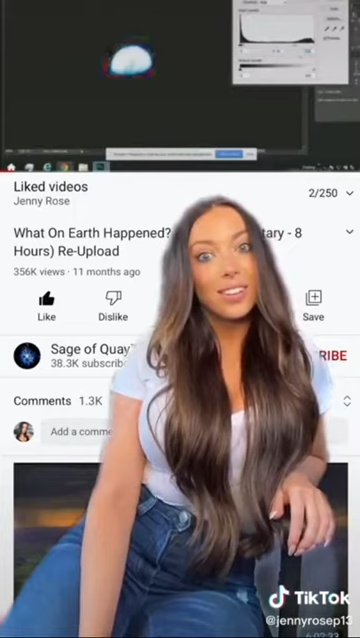 Liked videos
Jenny Rose
2/250
What On Earth Happened? tary - 8
Hours) Re-Upload
356K views · 11 months ago
Like
Dislike
Save
Sage of Quay
38.3K subscrib
RIBE
Comments 1.3K
Add a comme
TikTok
@jennyrosep13